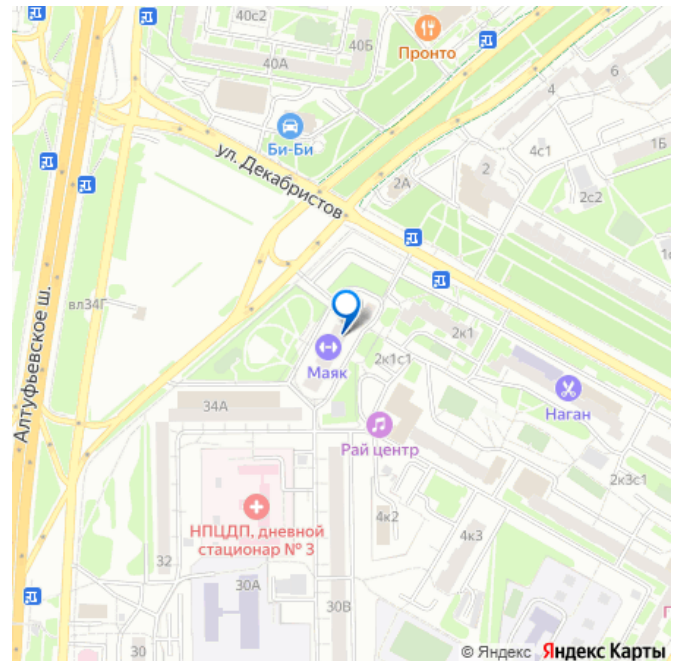 40с2
40Б
40А
Пронто
6
4
Би-Би
ул. Декабристов
4с1
1Б
2
2А
2с2
вл34Г
Алтуфьевское ш.
2к1
2к1с1
Маяк
34А
Наган
Рай центр
2к3с1
НПЦДП, дневной
стационар № 3
4к2
4к3
32
30А
30В
30
© Яндекс Яндекс Карты